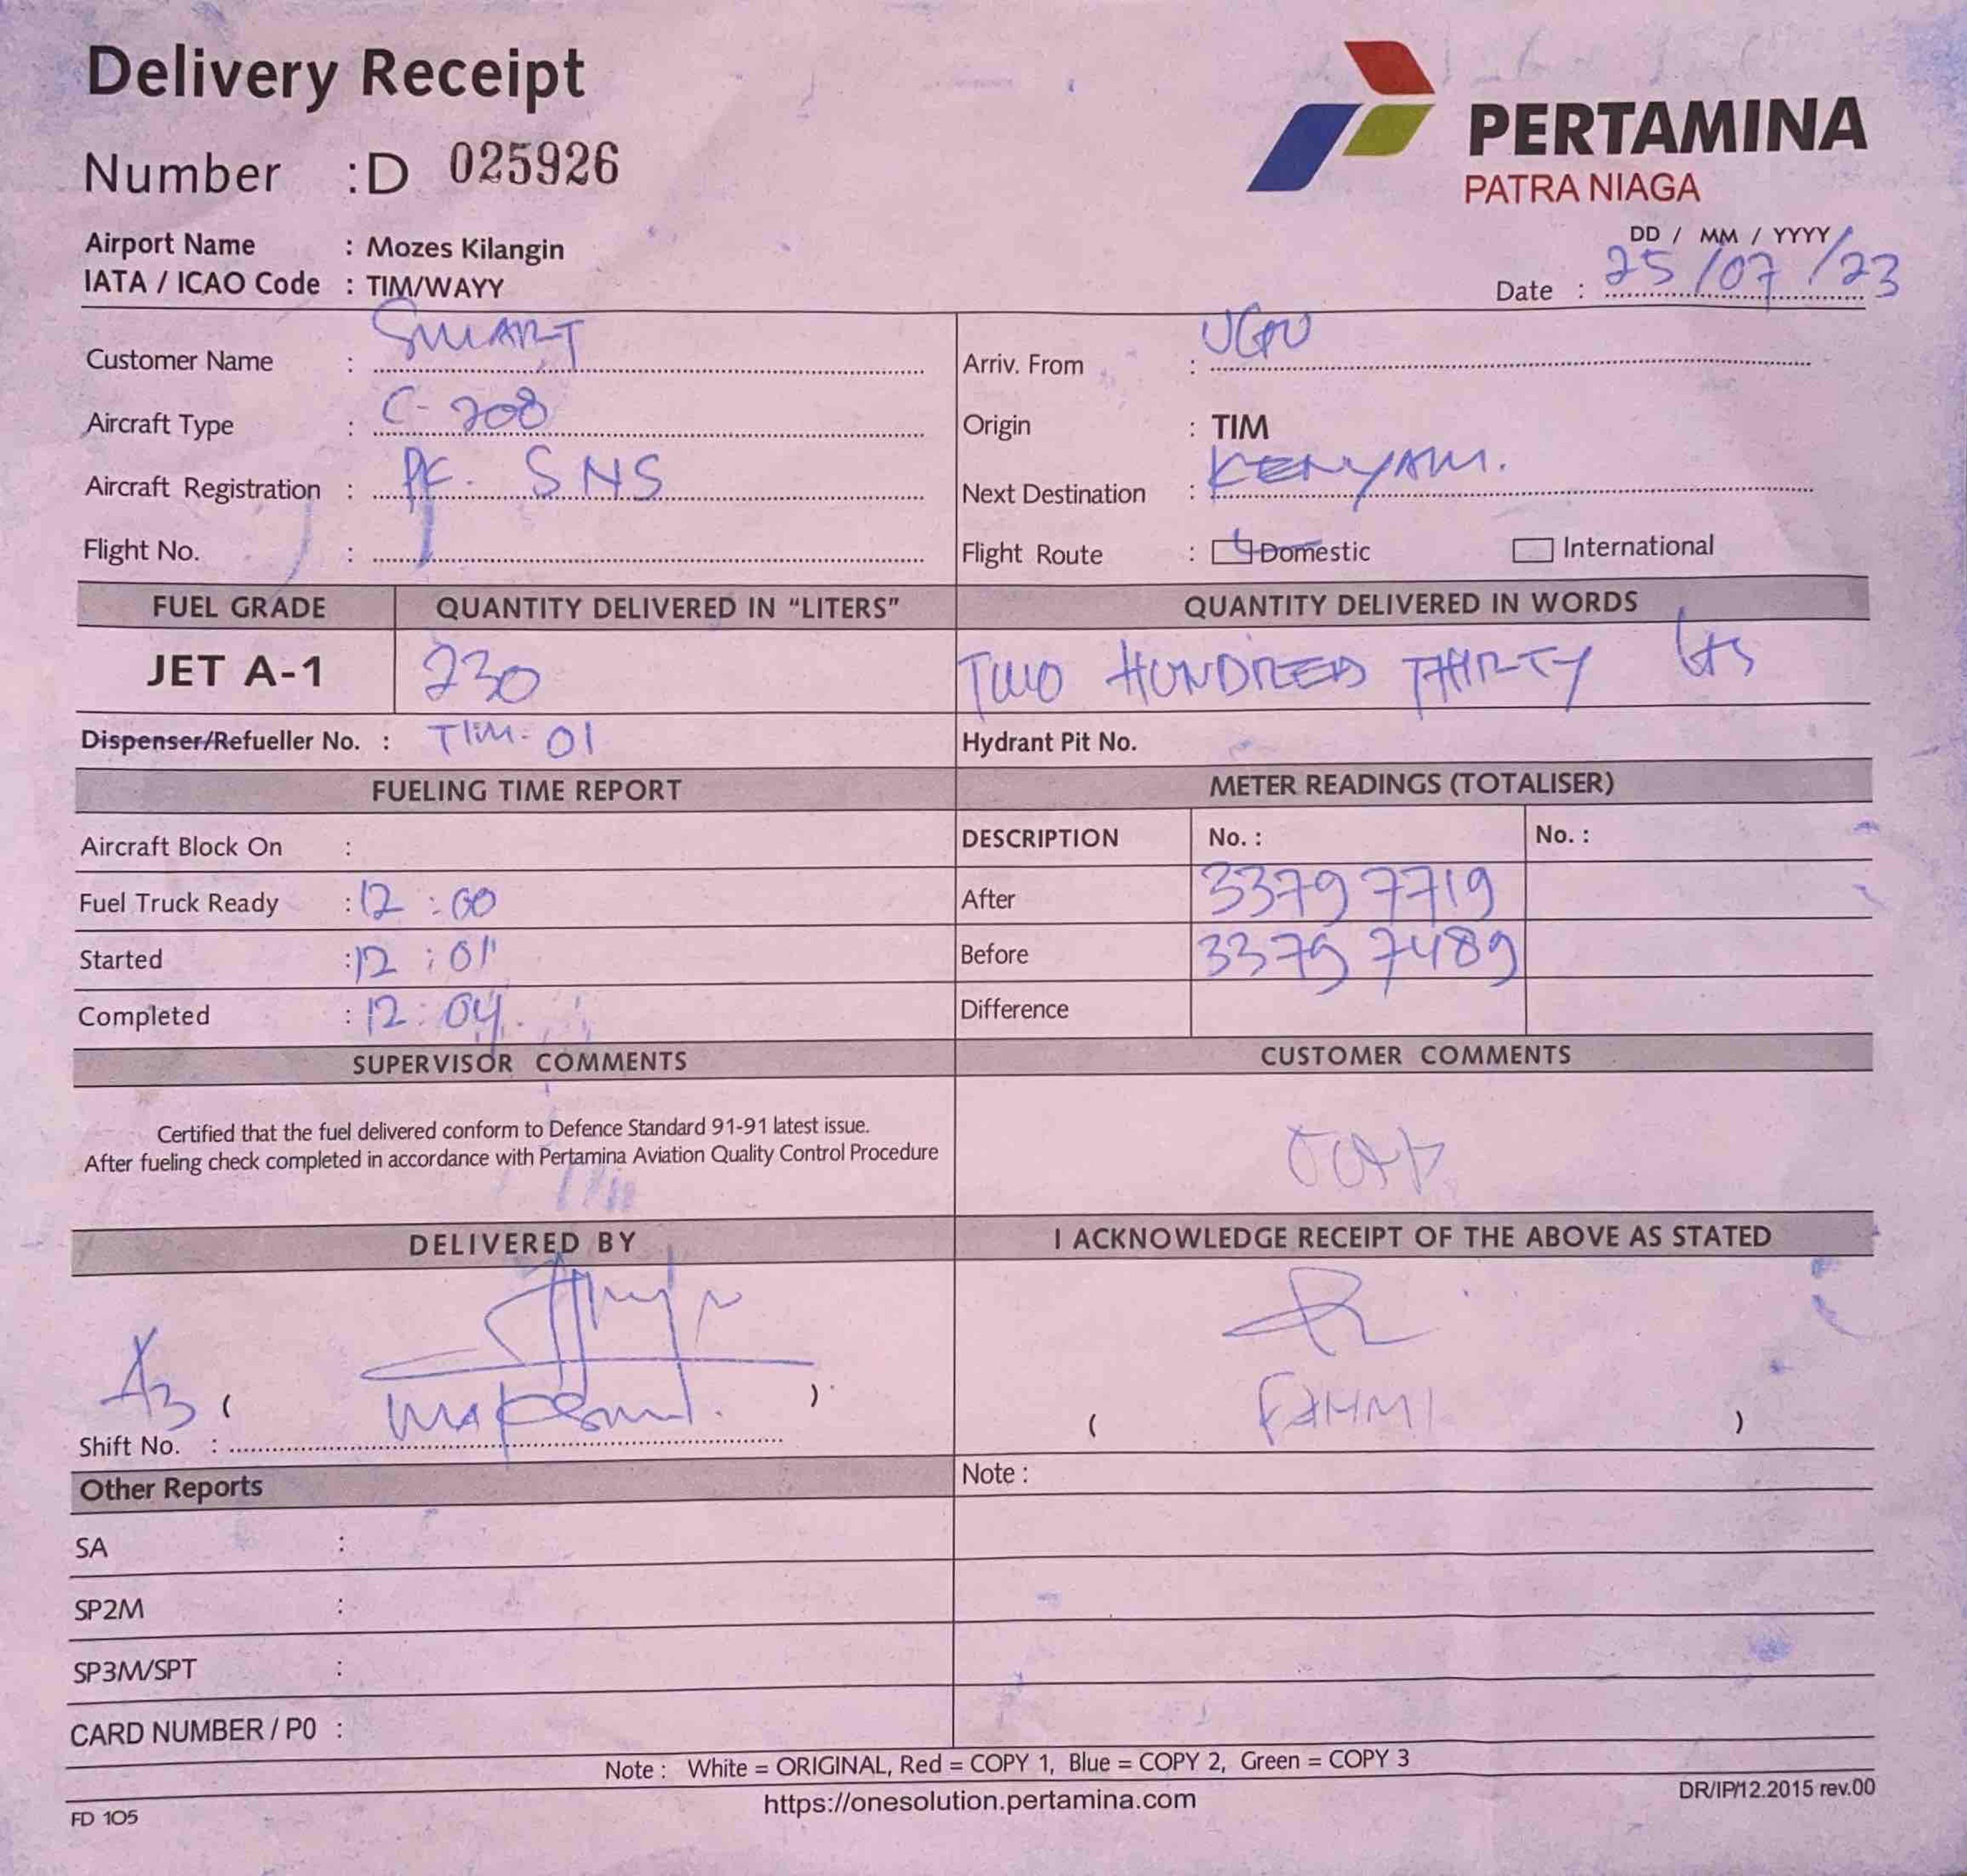 Delivery Receipt
Number : D 025926
PERTAMINA
PATRA NIAGA
Airport Name : Mozes Kilangin
IATA / ICAO Code : TIM/WAYY
DD / MM / YYYY
Date : 25/07/23
Customer Name : SMART
Arriv. From :
Aircraft Type : C-208
Origin : TIM
Aircraft Registration : PK. SNS
Next Destination : KENYAM.
Flight No. :
Flight Route : Domestic International
FUEL GRADE QUANTITY DELIVERED IN “LITERS” QUANTITY DELIVERED IN WORDS
JET A-1 230 TWO HUNDRED THIRTY Lts
Dispenser/Refueller No. : TIM-01 Hydrant Pit No.
FUELING TIME REPORT METER READINGS (TOTALISER)
Aircraft Block On : DESCRIPTION No. : No. :
Fuel Truck Ready : 12 : 00 After 33797719
Started : 12 : 01 Before 33797489
Completed : 12 : 04 Difference
SUPERVISOR COMMENTS CUSTOMER COMMENTS
Certified that the fuel delivered conform to Defence Standard 91-91 latest issue.
After fueling check completed in accordance with Pertamina Aviation Quality Control Procedure
DELIVERED BY I ACKNOWLEDGE RECEIPT OF THE ABOVE AS STATED
A3 ( ) ( FAHMI )
Shift No. :
Other Reports Note :
SA :
SP2M :
SP3M/SPT :
CARD NUMBER / P0 :
Note : White = ORIGINAL, Red = COPY 1, Blue = COPY 2, Green = COPY 3
https://onesolution.pertamina.com
FD 105
DR/IP/12.2015 rev.00